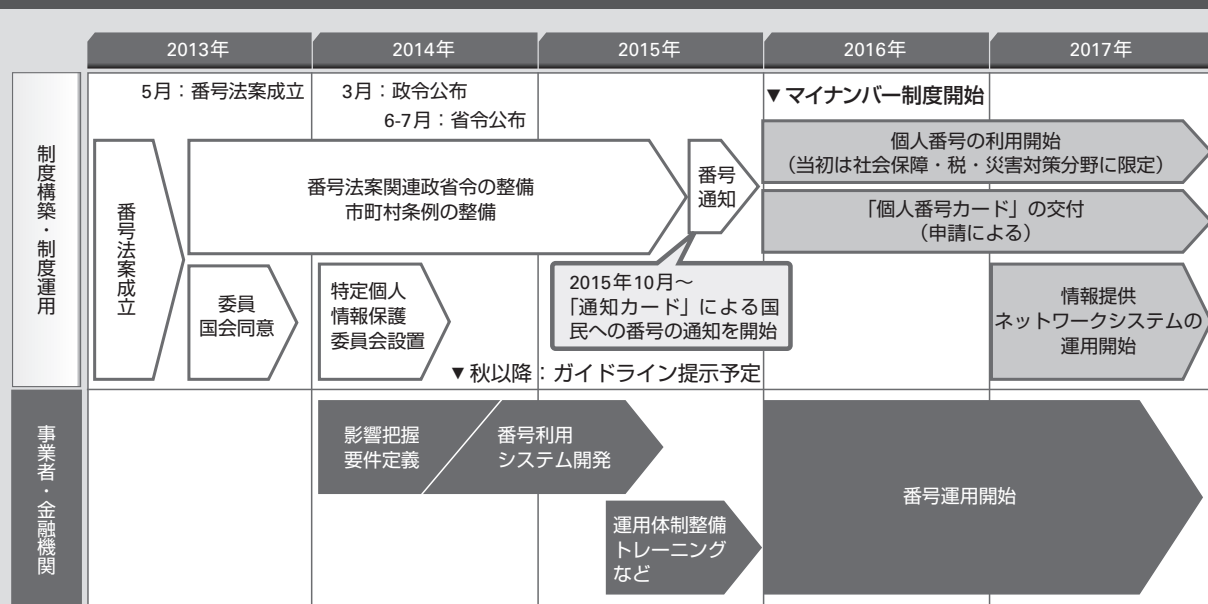 2013年
2014年
2015年
2016年
2017年
制度構築・制度運用
5月：番号法案成立
3月：政令公布
6-7月：省令公布
▼マイナンバー制度開始
番号法案成立
番号法案関連政省令の整備
市町村条例の整備
番号
通知
個人番号の利用開始
（当初は社会保障・税・災害対策分野に限定）
「個人番号カード」の交付
（申請による）
委員
国会同意
特定個人
情報保護
委員会設置
2015年10月～
「通知カード」による国
民への番号の通知を開始
情報提供
ネットワークシステムの
運用開始
▼秋以降：ガイドライン提示予定
事業者・金融機関
影響把握
要件定義
番号利用
システム開発
運用体制整備
トレーニング
など
番号運用開始